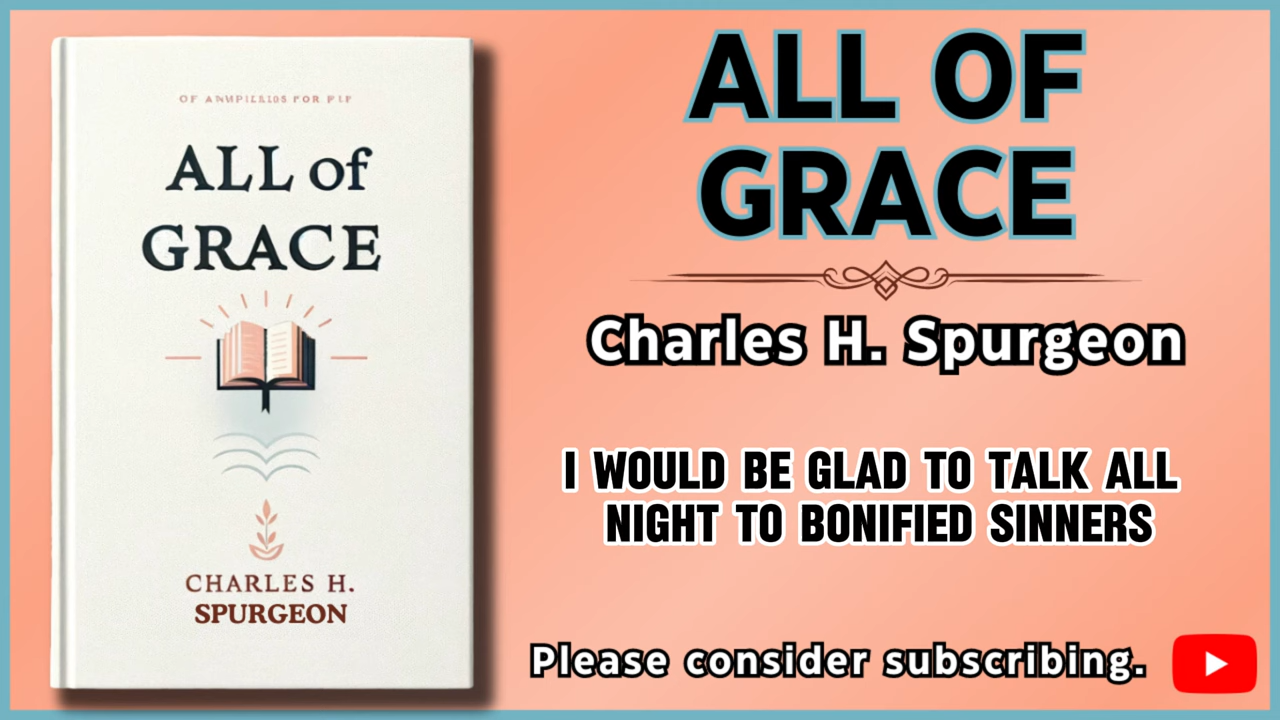 ALL of
GRACE
CHARLES H.
SPURGEON
ALL OF
GRACE
Charles H. Spurgeon
I WOULD BE GLAD TO TALK ALL
NIGHT TO BONIFIED SINNERS
Please consider subscribing.